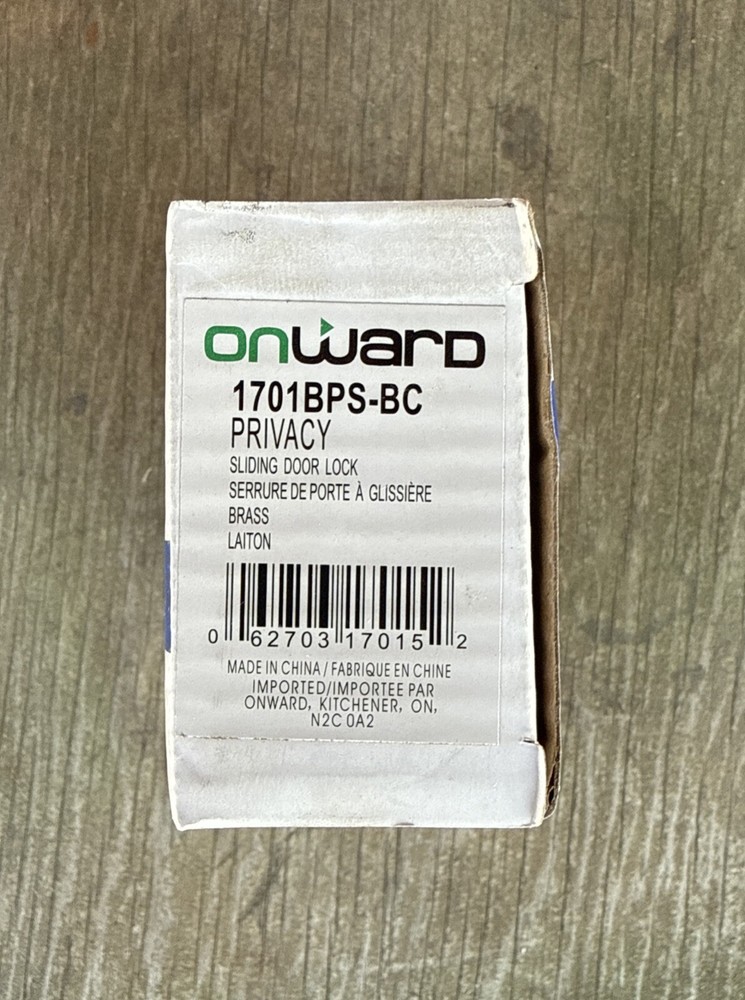 onward
1701BPS-BC
PRIVACY
SLIDING DOOR LOCK
SERRURE DE PORTE À GLISSIÈRE
BRASS
LAITON
0 62703 17015 2
MADE IN CHINA / FABRIQUE EN CHINE
IMPORTED/IMPORTEE PAR
ONWARD, KITCHENER, ON,
N2C 0A2